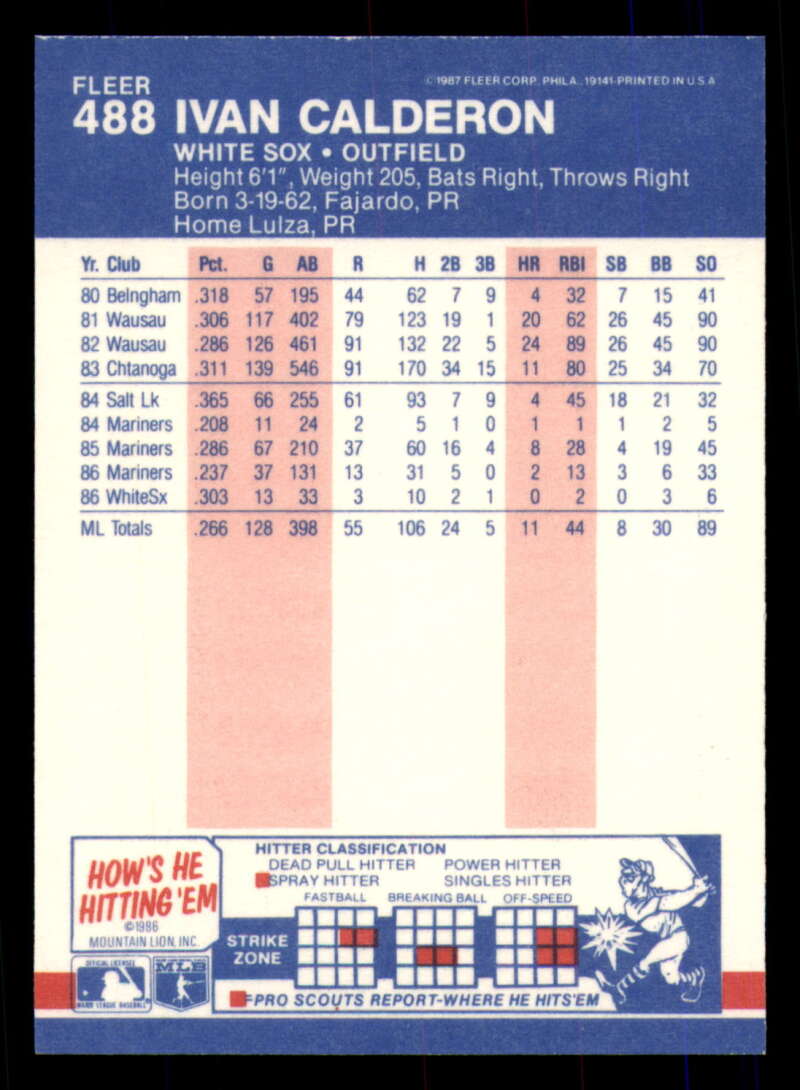 FLEER
©1987 FLEER CORP. PHILA., 19141-PRINTED IN U S A
488 IVAN CALDERON
WHITE SOX • OUTFIELD
Height 6'1", Weight 205, Bats Right, Throws Right
Born 3-19-62, Fajardo, PR
Home Lulza, PR
Yr. Club Pct. G AB R H 2B 3B HR RBI SB BB SO
80 Belngham .318 57 195 44 62 7 9 4 32 7 15 41
81 Wausau .306 117 402 79 123 19 1 20 62 26 45 90
82 Wausau .286 126 461 91 132 22 5 24 89 26 45 90
83 Chtanoga .311 139 546 91 170 34 15 11 80 25 34 70
84 Salt Lk .365 66 255 61 93 7 9 4 45 18 21 32
84 Mariners .208 11 24 2 5 1 0 1 1 1 2 5
85 Mariners .286 67 210 37 60 16 4 8 28 4 19 45
86 Mariners .237 37 131 13 31 5 0 2 13 3 6 33
86 WhiteSx .303 13 33 3 10 2 1 0 2 0 3 6
ML Totals .266 128 398 55 106 24 5 11 44 8 30 89
HOW'S HE
HITTING 'EM
©1986
MOUNTAIN LION, INC.
HITTER CLASSIFICATION
DEAD PULL HITTER POWER HITTER
SPRAY HITTER SINGLES HITTER
FASTBALL BREAKING BALL OFF-SPEED
STRIKE
ZONE
=PRO SCOUTS REPORT-WHERE HE HITS'EM
OFFICIAL LICENSEE
MAJOR LEAGUE BASEBALL
MLB